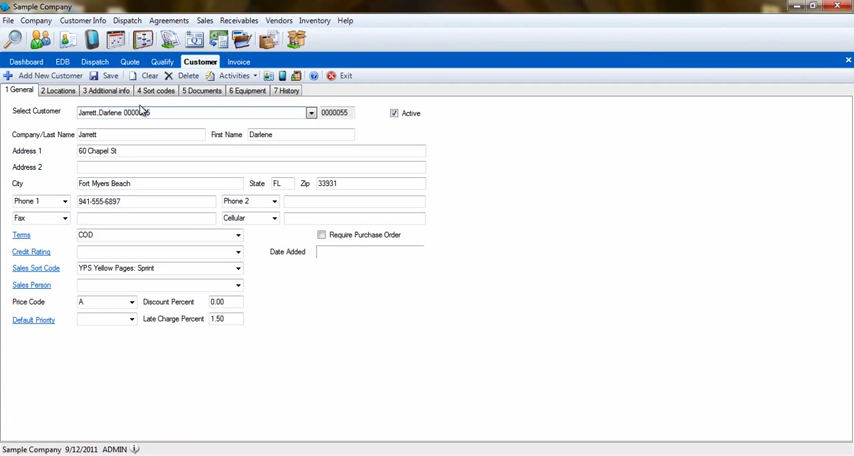 Sample Company
File Company Customer Info Dispatch Agreements Sales Receivables Vendors Inventory Help
Dashboard EDB Dispatch Quote Qualify Customer Invoice
Add New Customer Save Clear Delete Activities Exit
1 General 2 Locations 3 Additional info 4 Sort codes 5 Documents 6 Equipment 7 History
Select Customer Jarrett,Darlene 0000055 0000055 Active
Company/Last Name Jarrett First Name Darlene
Address 1 60 Chapel St
Address 2
City Fort Myers Beach State FL Zip 33931
Phone 1 941-555-6897 Phone 2
Fax Cellular
Terms COD Require Purchase Order
Credit Rating Date Added
Sales Sort Code YPS Yellow Pages: Sprint
Sales Person
Price Code A Discount Percent 0.00
Default Priority Late Charge Percent 1.50
Sample Company 9/12/2011 ADMIN